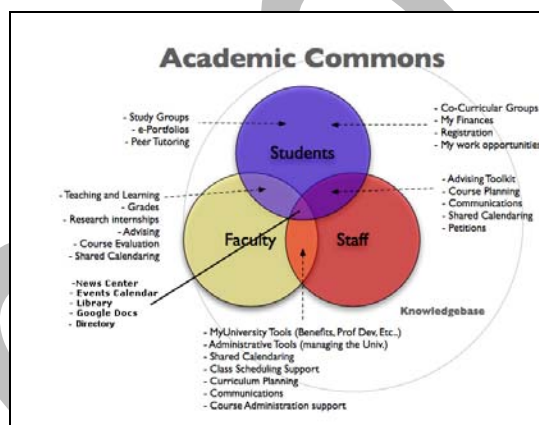 Academic Commons
- Study Groups
- e-Portfolios
- Peer Tutoring
- Co-Curricular Groups
- My Finances
- Registration
- My work opportunities
Students
- Teaching and Learning
- Grades
- Research internships
- Advising
- Course Evaluation
- Shared Calendaring
- Advising Toolkit
- Course Planning
- Communications
- Shared Calendaring
- Petitions
Faculty
Staff
-News Center
- Events Calendar
- Library
- Google Docs
- Directory
Knowledgebase
- MyUniversity Tools (Benefits, Prof Dev, Etc..)
- Administrative Tools (managing the Univ.)
- Shared Calendaring
- Class Scheduling Support
- Curriculum Planning
- Communications
- Course Administration support